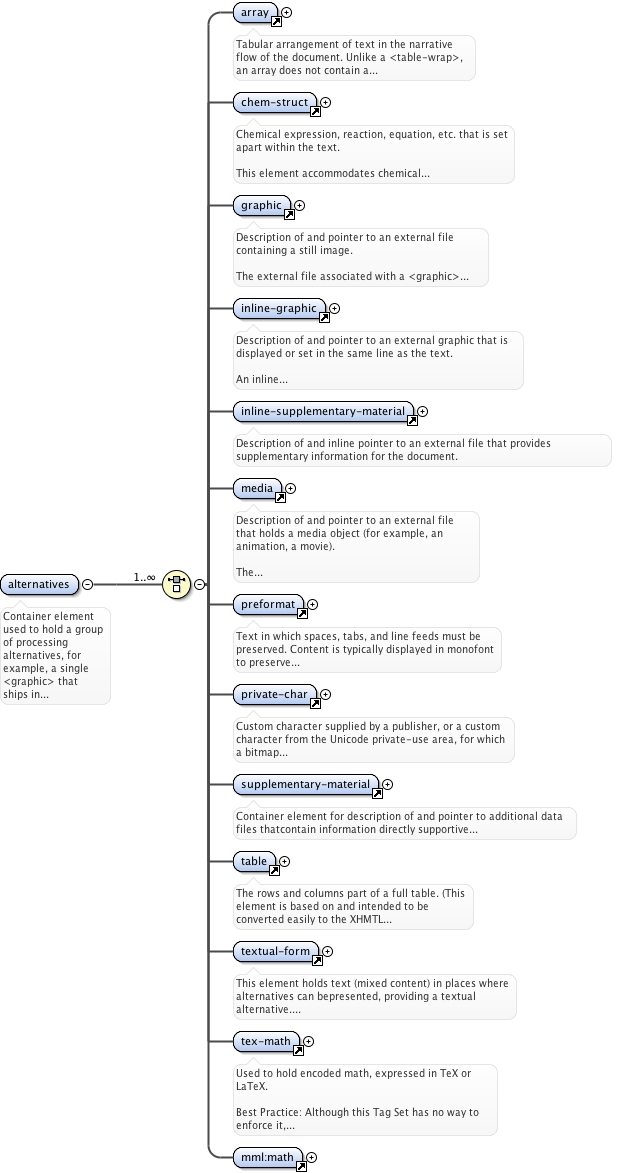 array
Tabular arrangement of text in the narrative
flow of the document. Unlike a <table-wrap>,
an array does not contain a...
chem-struct
Chemical expression, reaction, equation, etc. that is set
apart within the text.
This element accommodates chemical...
graphic
Description of and pointer to an external file
containing a still image.
The external file associated with a <graphic>...
inline-graphic
Description of and pointer to an external graphic that is
displayed or set in the same line as the text.
An inline...
inline-supplementary-material
Description of and inline pointer to an external file that provides
supplementary information for the document.
media
Description of and pointer to an external file
that holds a media object (for example, an
animation, a movie).
The...
alternatives
1..∞
Container element
used to hold a group
of processing
alternatives, for
example, a single
<graphic> that
ships in...
preformat
Text in which spaces, tabs, and line feeds must be
preserved. Content is typically displayed in monofont
to preserve...
private-char
Custom character supplied by a publisher, or a custom
character from the Unicode private-use area, for which
a bitmap...
supplementary-material
Container element for description of and pointer to additional data
files thatcontain information directly supportive...
table
The rows and columns part of a full table. (This
element is based on and intended to be
converted easily to the XHMTL...
textual-form
This element holds text (mixed content) in places where
alternatives can bepresented, providing a textual
alternative....
tex-math
Used to hold encoded math, expressed in TeX or
LaTeX.
Best Practice: Although this Tag Set has no way to
enforce it,...
mml:math